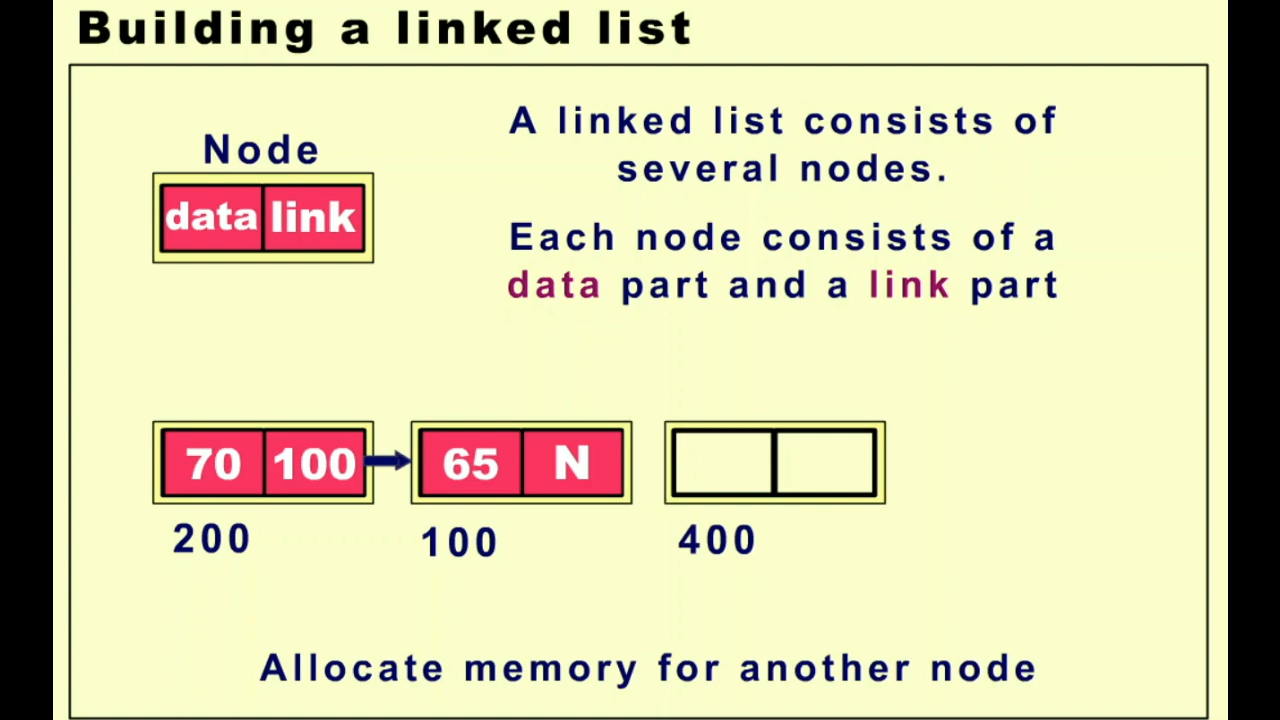 Building a linked list
Node
data link
A linked list consists of
several nodes.
Each node consists of a
data part and a link part
70 100 65 N
200 100 400
Allocate memory for another node